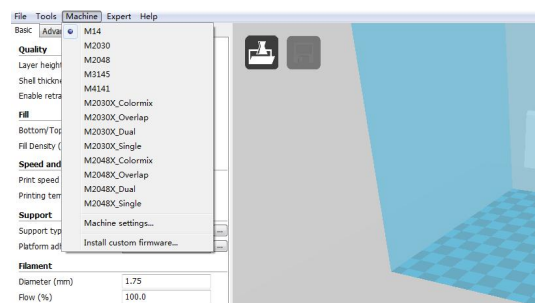 File Tools Machine Expert Help
Basic
M14
Quality
M2030
Layer height
M2048
Shell thickne
M3145
Enable retra
M4141
Fill
M2030X_Colormix
M2030X_Overlap
Bottom/Top
M2030X_Dual
Fill Density (
M2030X_Single
Speed and
M2048X_Colormix
Print speed
M2048X_Overlap
M2048X_Dual
Printing tem
M2048X_Single
Support
Machine settings...
Support typ
...
Install custom firmware...
Platform ad
...
Filament
Diameter (mm) 1.75
Flow (%) 100.0